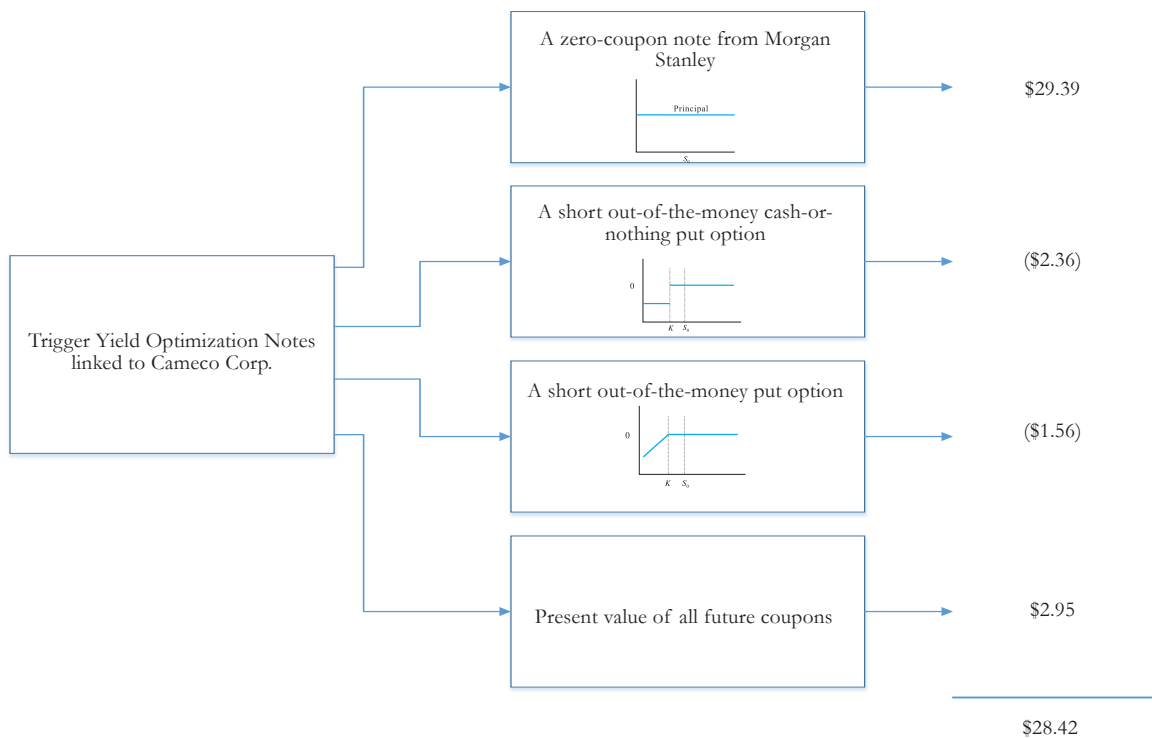 A zero-coupon note from Morgan
Stanley
Principal
S₀
$29.39
A short out-of-the-money cash-or-
nothing put option
0
K S₀
($2.36)
Trigger Yield Optimization Notes
linked to Cameco Corp.
A short out-of-the-money put option
0
K S₀
($1.56)
Present value of all future coupons
$2.95
$28.42